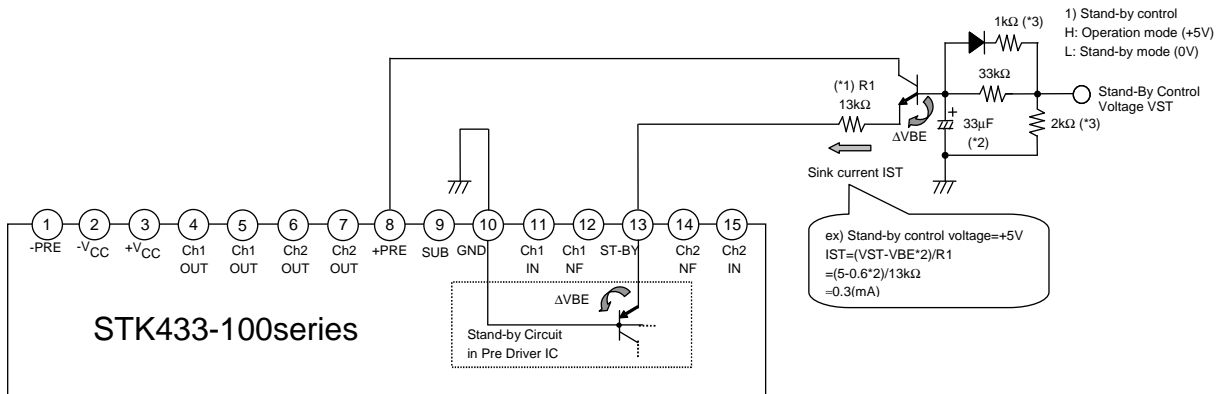 1kΩ (*3)
1) Stand-by control
H: Operation mode (+5V)
L: Stand-by mode (0V)
33kΩ
Stand-By Control
Voltage VST
(*1) R1
13kΩ
ΔVBE
+
33μF
(*2)
2kΩ (*3)
Sink current IST
ex) Stand-by control voltage=+5V
IST=(VST-VBE*2)/R1
=(5-0.6*2)/13kΩ
≈0.3(mA)
1 2 3 4 5 6 7 8 9 10 11 12 13 14 15
-PRE -VCC +VCC Ch1 Ch1 Ch2 Ch2 +PRE SUB GND Ch1 Ch1 ST-BY Ch2 Ch2
OUT OUT OUT OUT IN NF NF IN
ΔVBE
Stand-by Circuit
in Pre Driver IC
STK433-100series